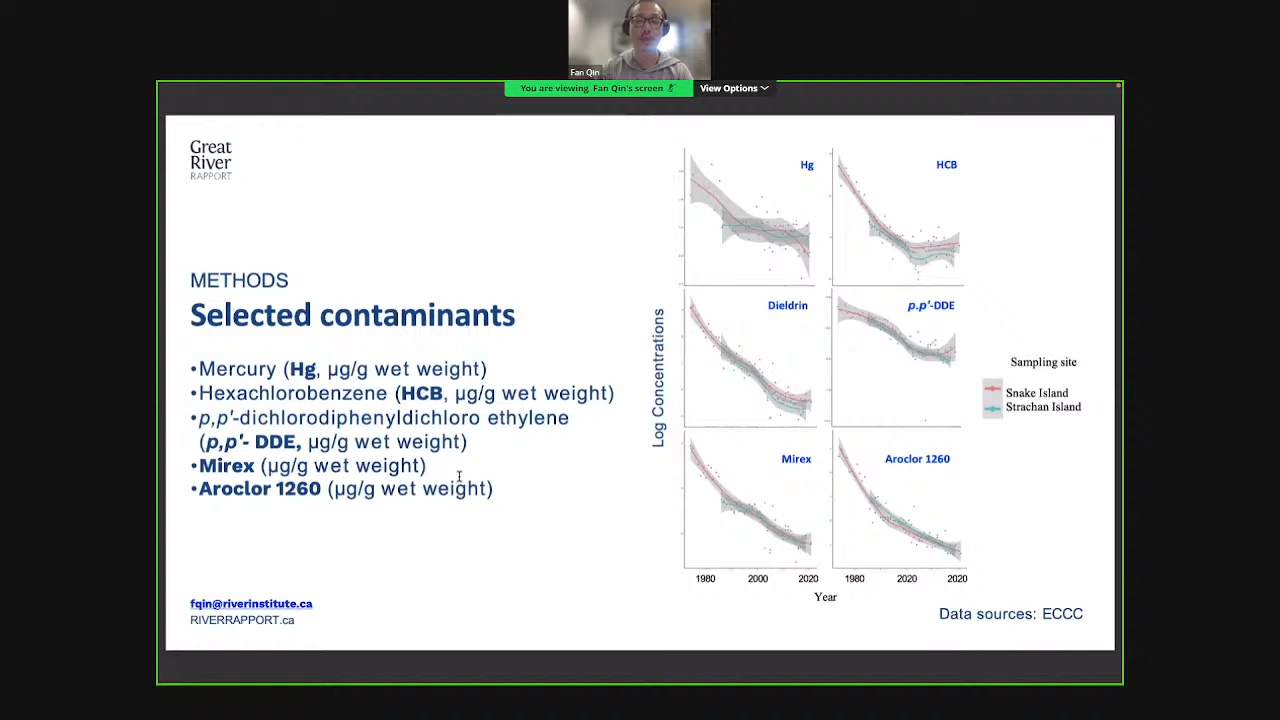 Fan Qin
You are viewing Fan Qin's screen
View Options
Great
River
RAPPORT
METHODS
Selected contaminants
•Mercury (Hg, µg/g wet weight)
•Hexachlorobenzene (HCB, µg/g wet weight)
•p,p'-dichlorodiphenyldichloro ethylene
(p,p'- DDE, µg/g wet weight)
•Mirex (µg/g wet weight)
•Aroclor 1260 (µg/g wet weight)
fqin@riverinstitute.ca
RIVERRAPPORT.ca
Log Concentrations
Hg
HCB
Dieldrin
p,p'-DDE
Mirex
Aroclor 1260
1980 2000 2020
1980 2020 2020
Year
Sampling site
Snake Island
Strachan Island
Data sources: ECCC